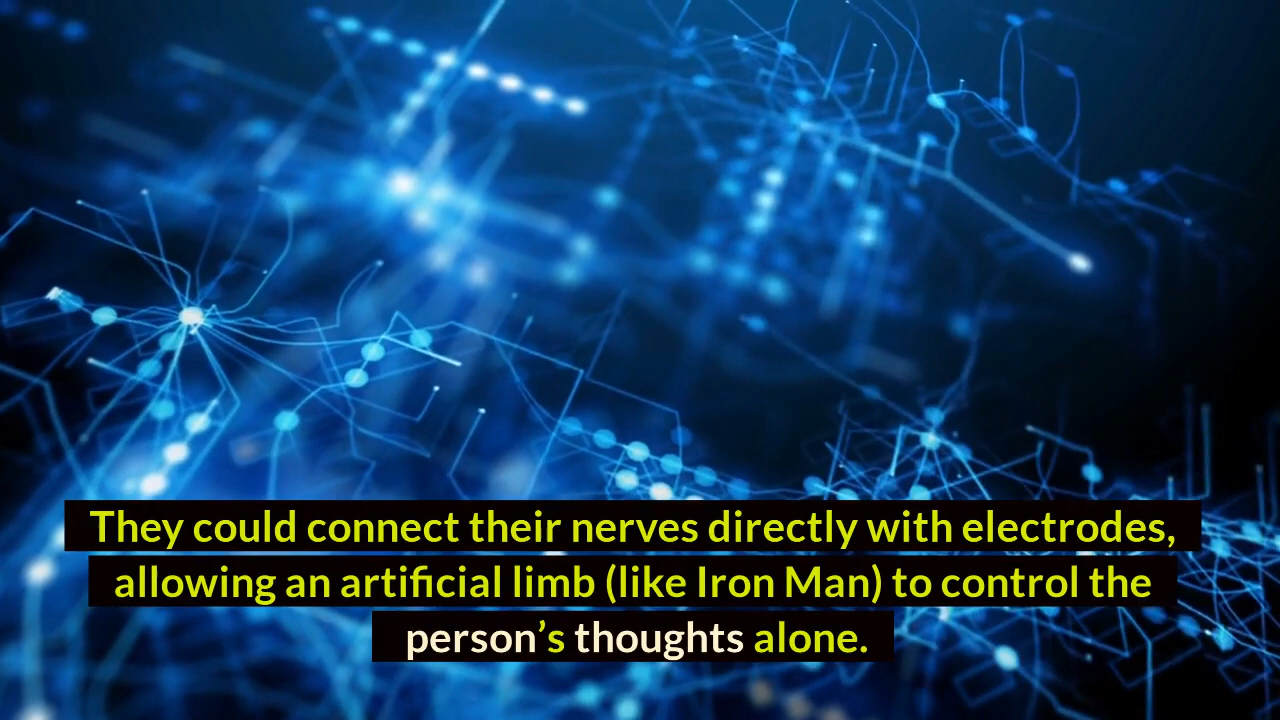 They could connect their nerves directly with electrodes,
allowing an artificial limb (like Iron Man) to control the
person’s thoughts alone.